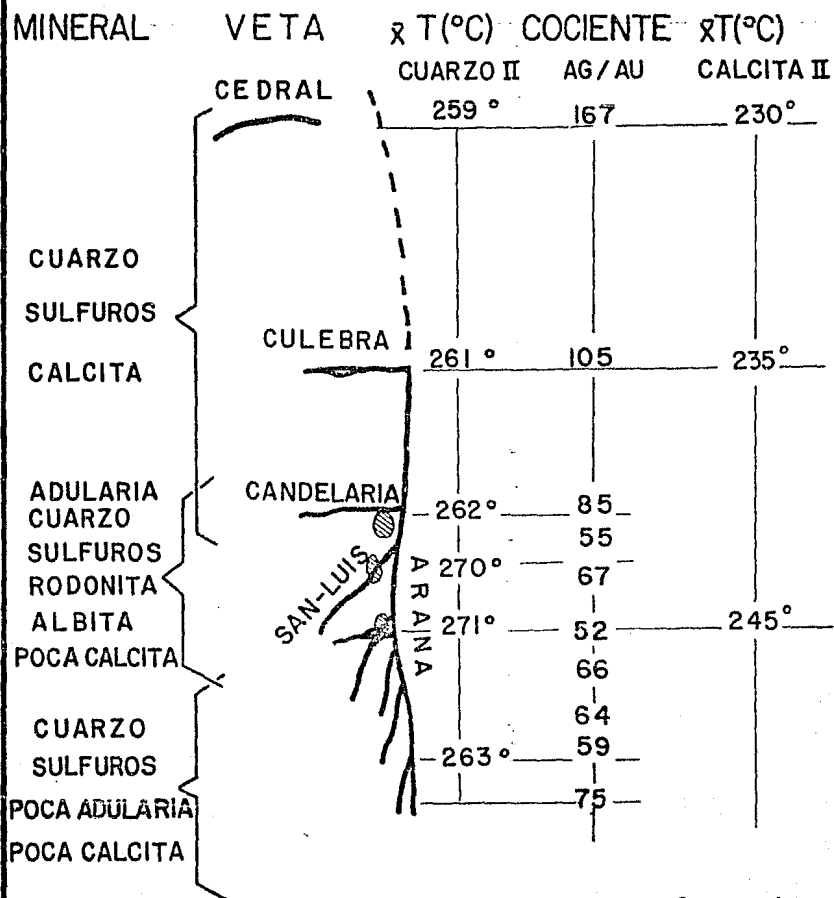 MINERAL VETA x̄ T(°C) COCIENTE x̄T(°C)
CUARZO II AG/AU CALCITA II
CEDRAL
259° 167 230°
CUARZO
SULFUROS
CULEBRA
261° 105 235°
CALCITA
ADULARIA CANDELARIA
262° 85
CUARZO
55
SULFUROS
SAN-LUIS
270° 67
RODONITA
ARAINA
ALBITA
271° 52 245°
POCA CALCITA
66
64
CUARZO
263° 59
SULFUROS
75
POCA ADULARIA
POCA CALCITA